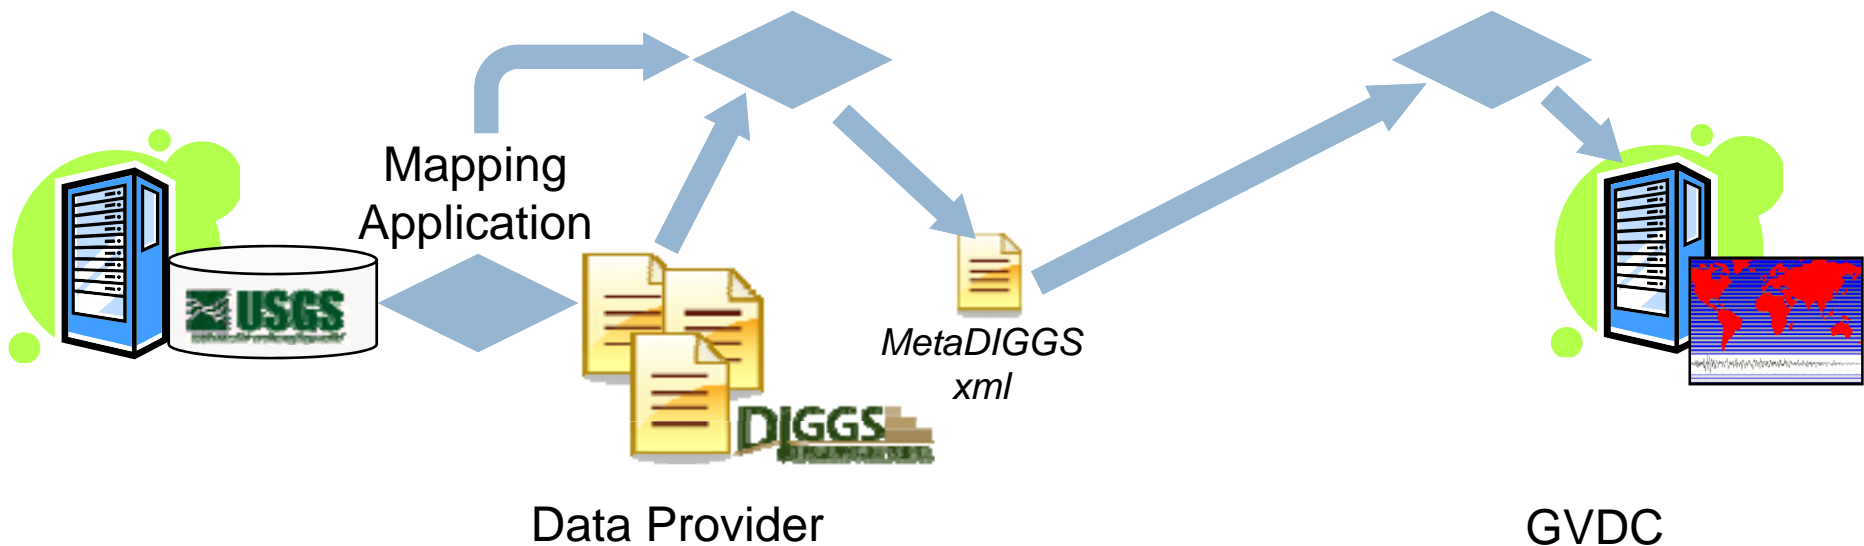 Mapping
Application
USGS
MetaDIGGS
xml
DIGGS
Data Provider
GVDC